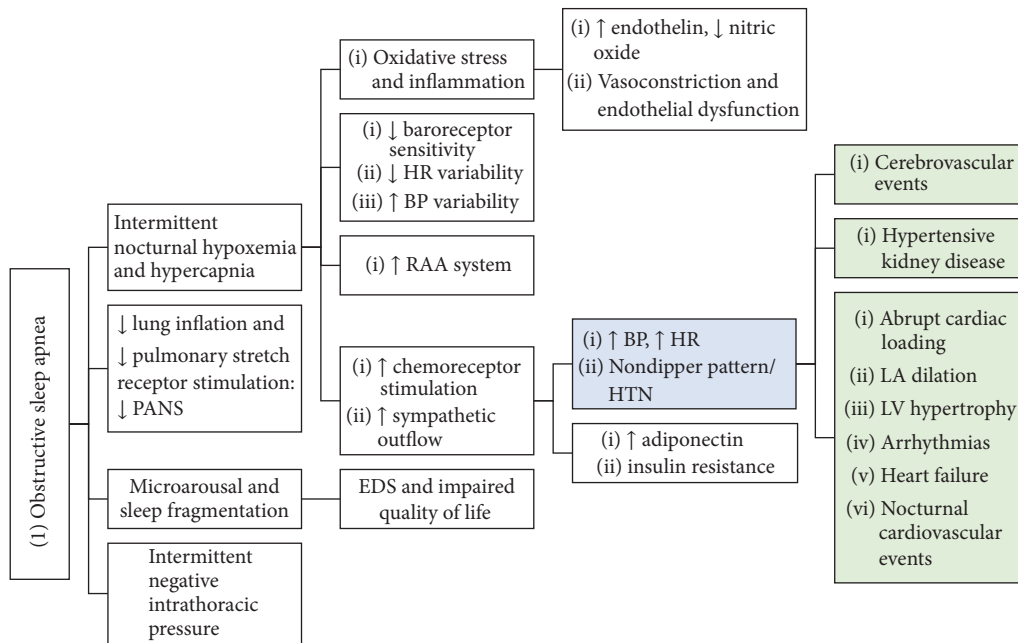 (1) Obstructive sleep apnea
Intermittent
nocturnal hypoxemia
and hypercapnia
↓ lung inflation and
↓ pulmonary stretch
receptor stimulation:
↓ PANS
Microarousal and
sleep fragmentation
Intermittent
negative
intrathoracic
pressure
(i) Oxidative stress
and inflammation
(i) ↓ baroreceptor
sensitivity
(ii) ↓ HR variability
(iii) ↑ BP variability
(i) ↑ RAA system
(i) ↑ chemoreceptor
stimulation
(ii) ↑ sympathetic
outflow
EDS and impaired
quality of life
(i) ↑ endothelin, ↓ nitric
oxide
(ii) Vasoconstriction and
endothelial dysfunction
(i) ↑ BP, ↑ HR
(ii) Nondipper pattern/
HTN
(i) ↑ adiponectin
(ii) insulin resistance
(i) Cerebrovascular
events
(i) Hypertensive
kidney disease
(i) Abrupt cardiac
loading
(ii) LA dilation
(iii) LV hypertrophy
(iv) Arrhythmias
(v) Heart failure
(vi) Nocturnal
cardiovascular
events